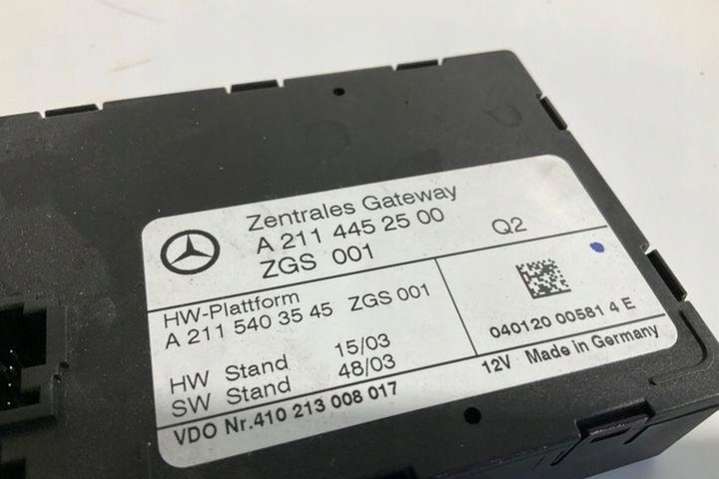 Zentrales Gateway
A 211 445 25 00
ZGS 001
Q2
HW-Plattform
A 211 540 35 45 ZGS 001
HW Stand 15/03
SW Stand 48/03
040120 00581 4 E
VDO Nr.410 213 008 017
12V Made in Germany